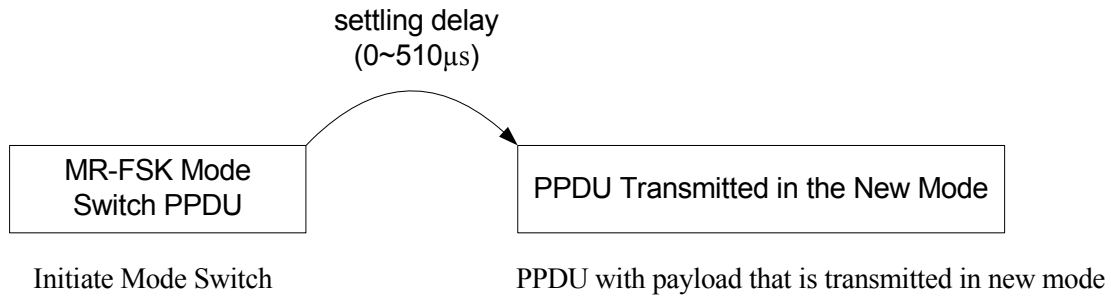 settling delay
(0~510µs)
MR-FSK Mode
Switch PPDU
PPDU Transmitted in the New Mode
Initiate Mode Switch
PPDU with payload that is transmitted in new mode